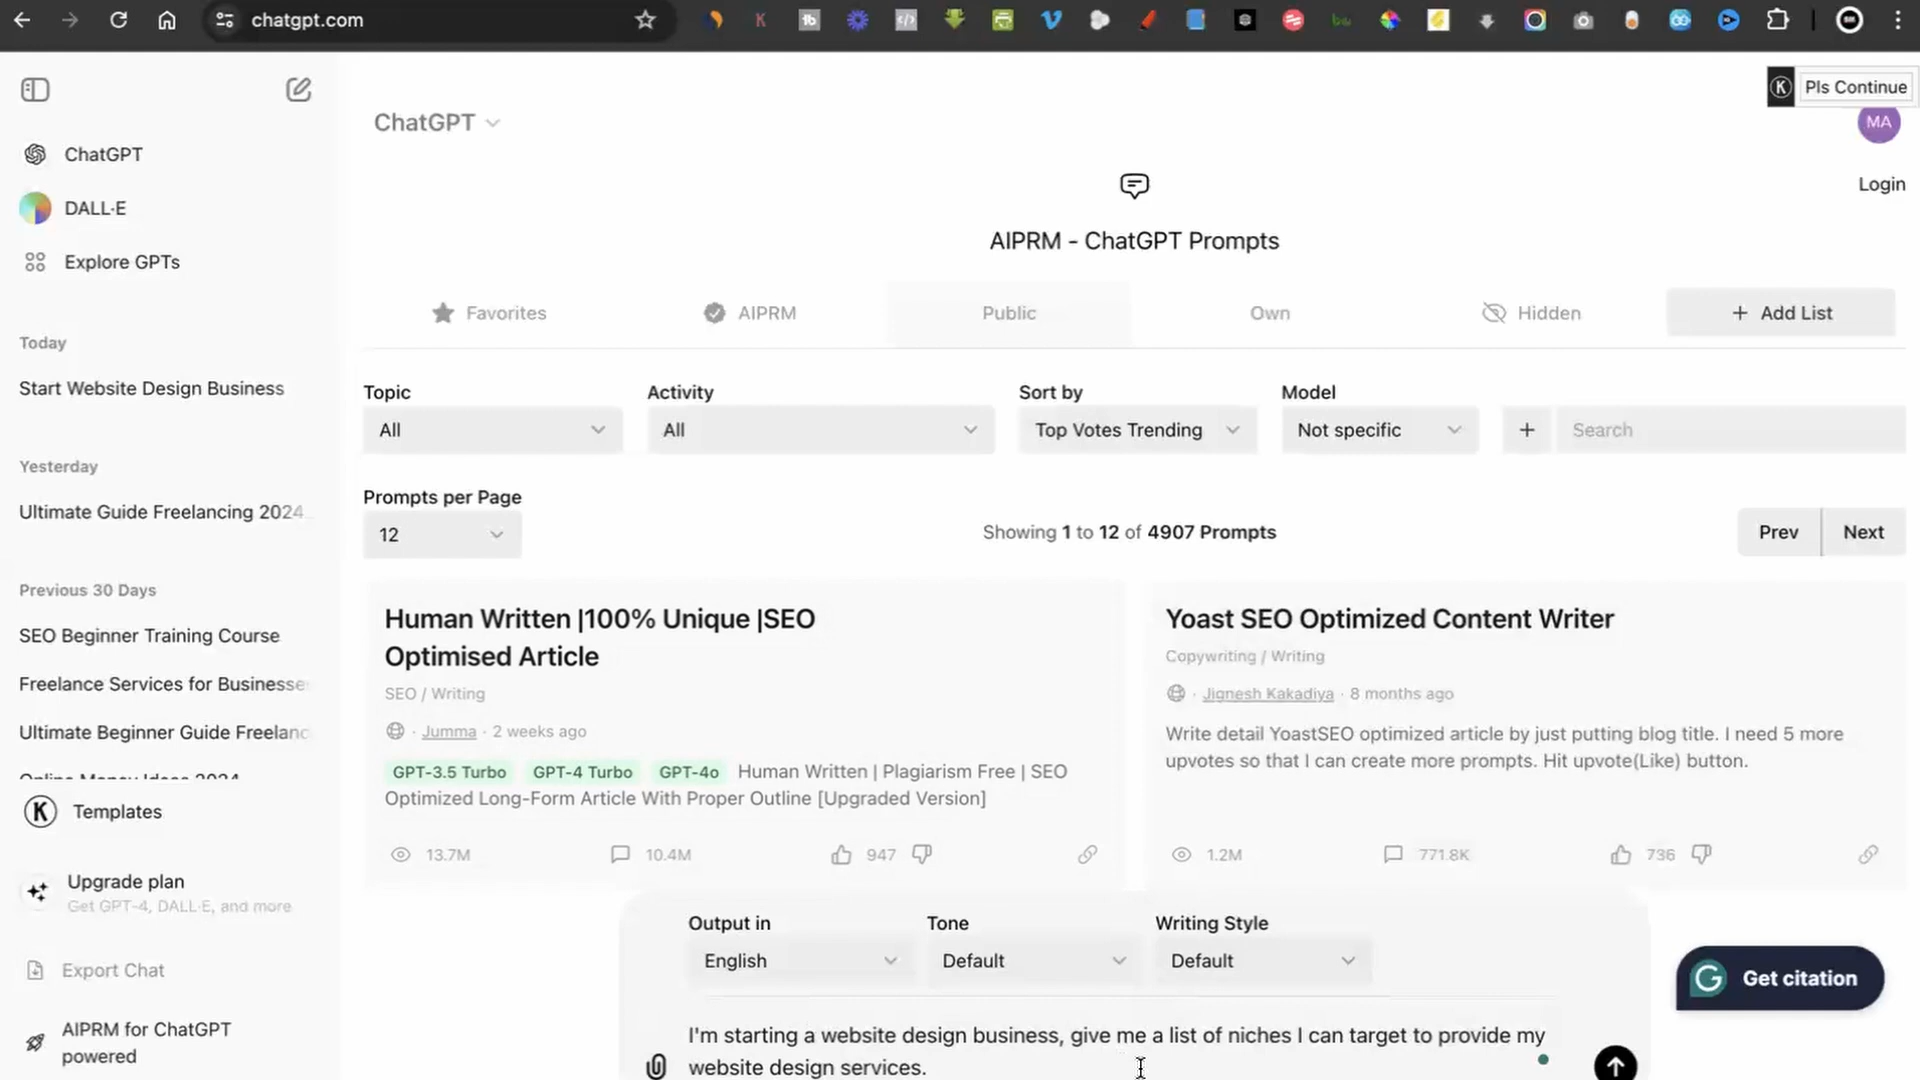 chatgpt.com
Pls Continue
ChatGPT
MA
ChatGPT
Login
DALL·E
AIPRM - ChatGPT Prompts
Explore GPTs
Favorites
AIPRM
Public
Own
Hidden
+ Add List
Today
Start Website Design Business
Topic
Activity
Sort by
Model
All
All
Top Votes Trending
Not specific
+
Search
Yesterday
Ultimate Guide Freelancing 2024
Prompts per Page
12
Showing 1 to 12 of 4907 Prompts
Prev
Next
Previous 30 Days
SEO Beginner Training Course
Freelance Services for Businesse
Ultimate Beginner Guide Freelanc
Online Money Ideas 2024
Human Written |100% Unique |SEO
Optimised Article
SEO / Writing
· Jumma · 2 weeks ago
GPT-3.5 Turbo GPT-4 Turbo GPT-4o Human Written | Plagiarism Free | SEO
Optimized Long-Form Article With Proper Outline [Upgraded Version]
13.7M
10.4M
947
Yoast SEO Optimized Content Writer
Copywriting / Writing
· Jignesh Kakadiya · 8 months ago
Write detail YoastSEO optimized article by just putting blog title. I need 5 more
upvotes so that I can create more prompts. Hit upvote(Like) button.
1.2M
771.8K
736
Templates
Upgrade plan
Get GPT-4, DALL·E, and more
Export Chat
AIPRM for ChatGPT
powered
Output in
Tone
Writing Style
English
Default
Default
Get citation
I'm starting a website design business, give me a list of niches I can target to provide my
website design services.